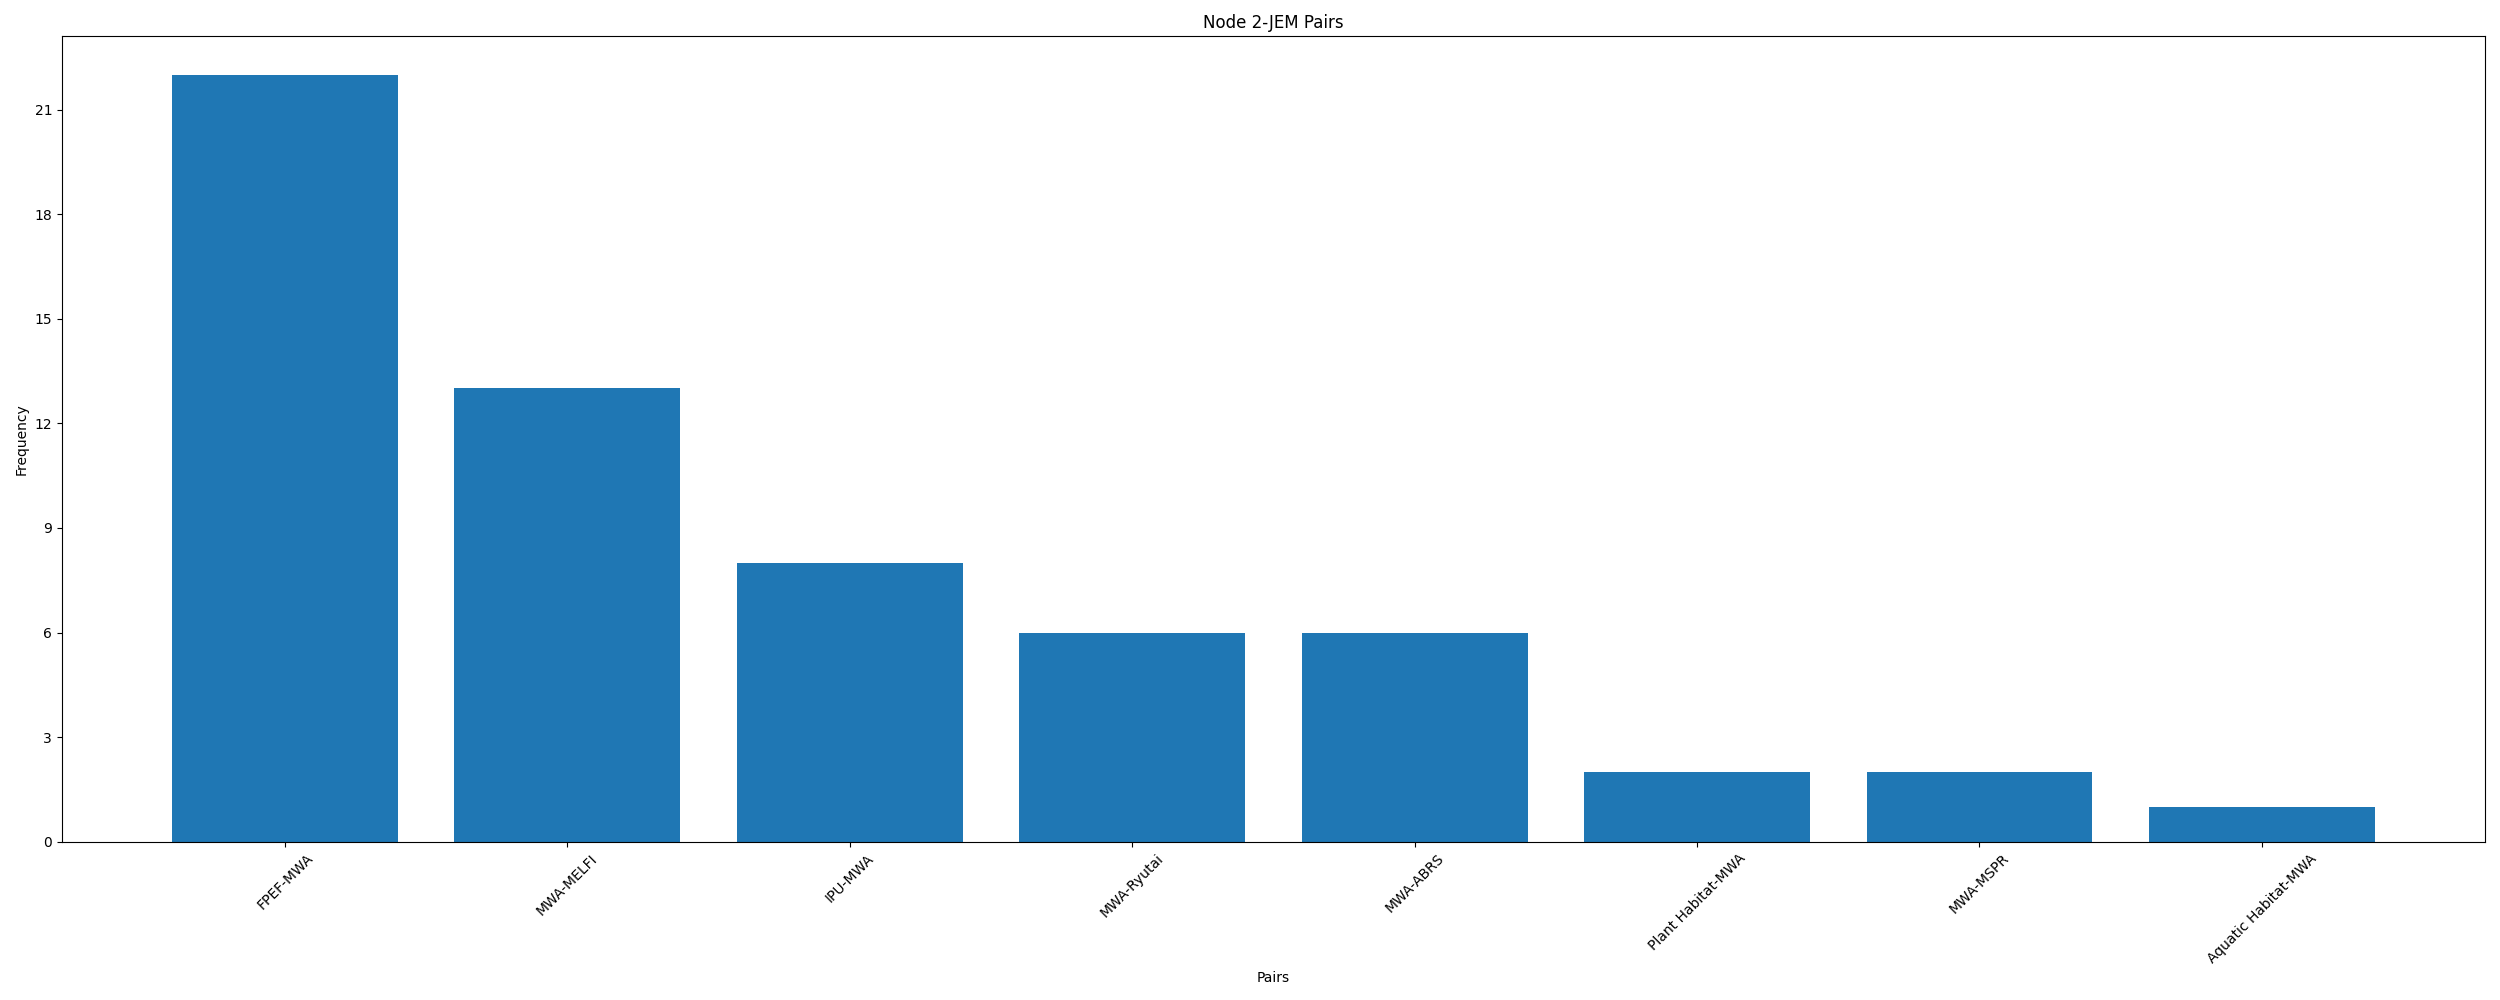 Node 2-JEM Pairs
Frequency
21
18
15
12
9
6
3
0
FPEF-MWA
MWA-MELFI
IPU-MWA
MWA-Ryutai
MWA-ABRS
Plant Habitat-MWA
MWA-MSPR
Aquatic Habitat-MWA
Pairs